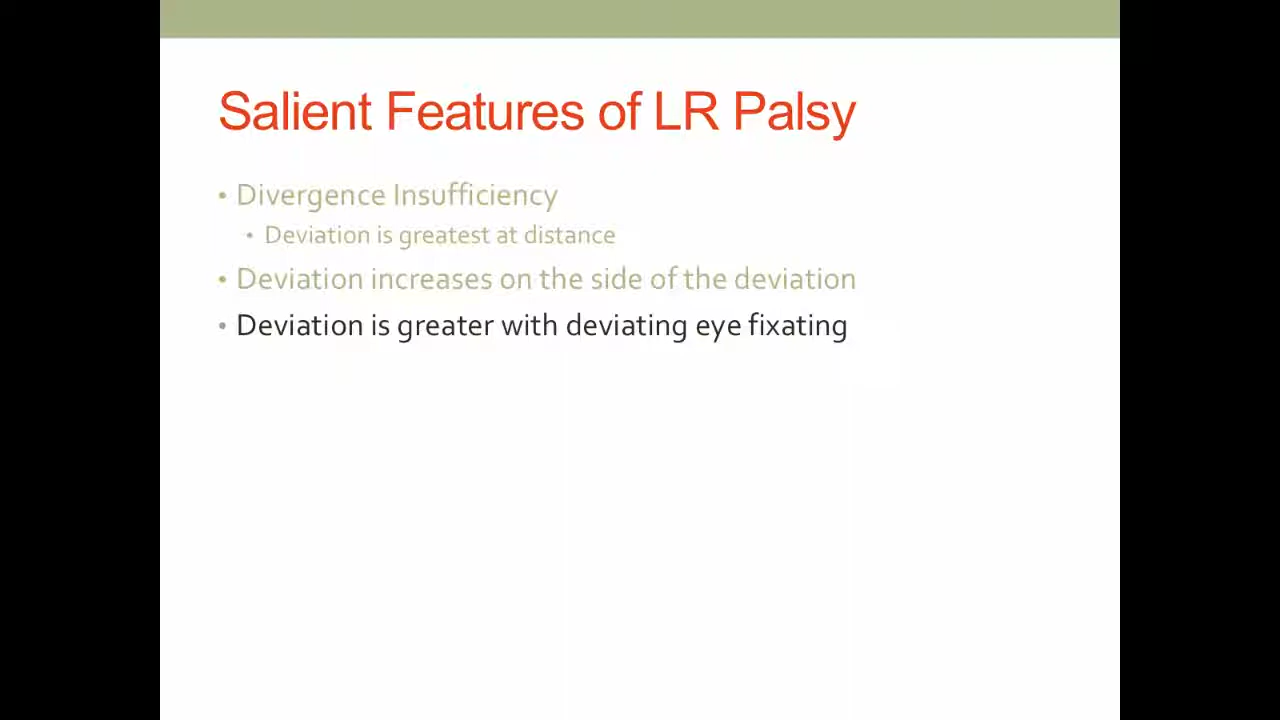 Salient Features of LR Palsy
• Divergence Insufficiency
• Deviation is greatest at distance
• Deviation increases on the side of the deviation
• Deviation is greater with deviating eye fixating